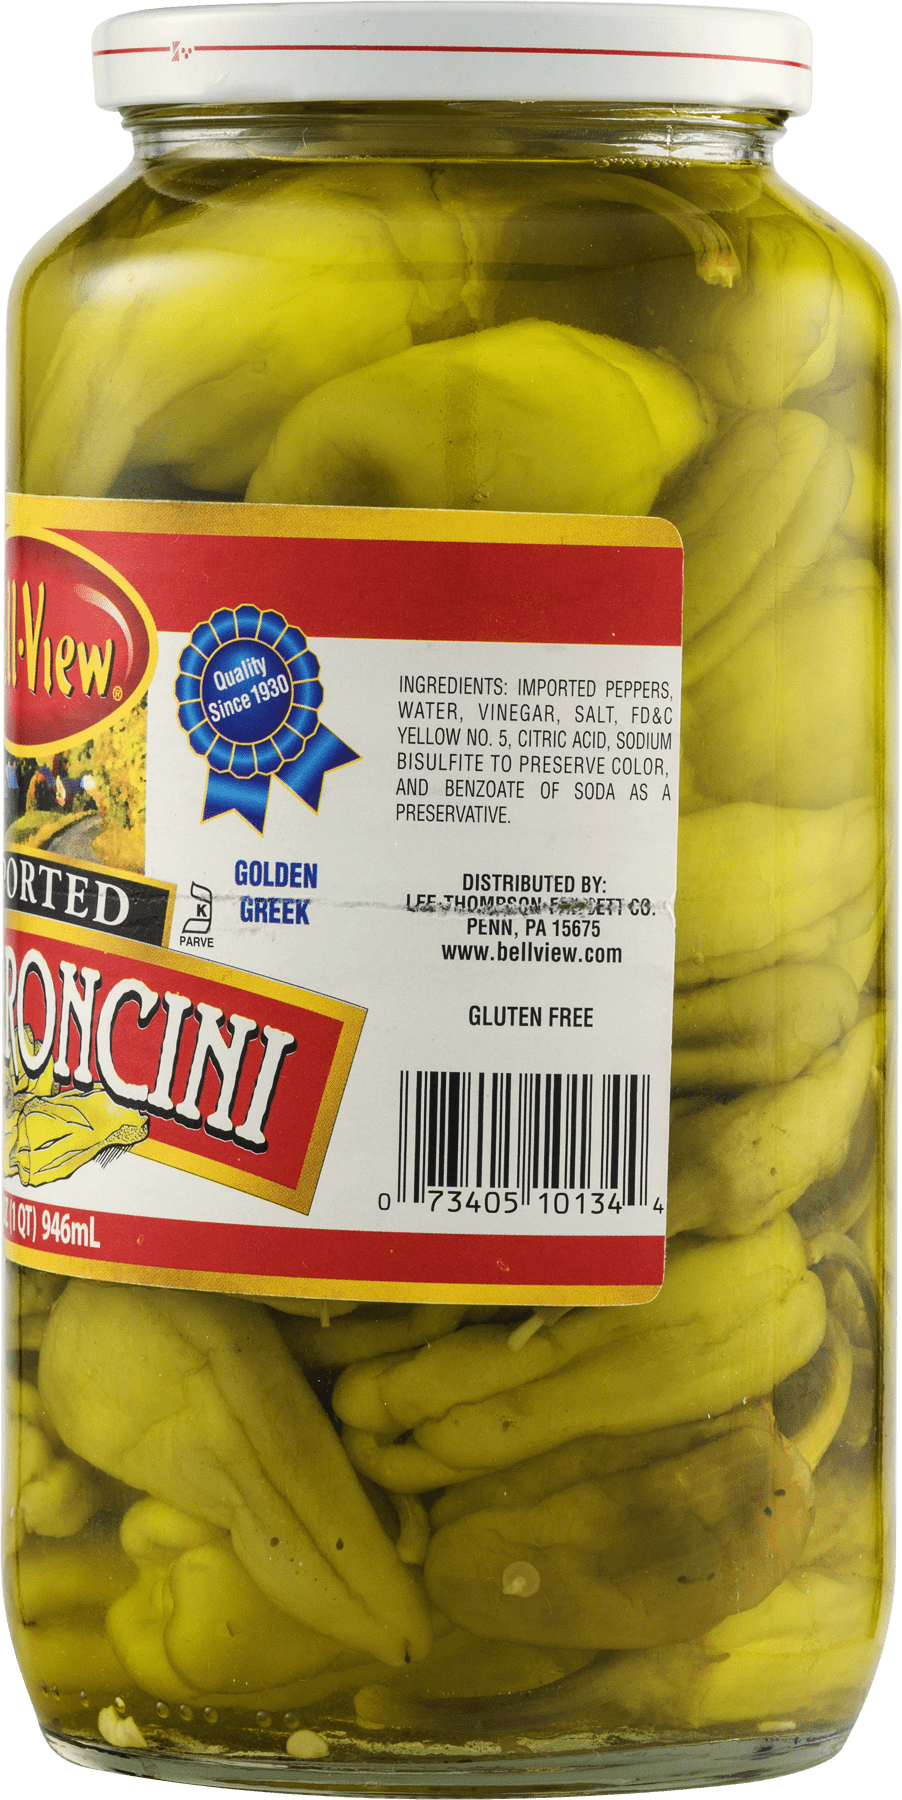 ll·View®
Quality
Since 1930
INGREDIENTS: IMPORTED PEPPERS,
WATER, VINEGAR, SALT, FD&C
YELLOW NO. 5, CITRIC ACID, SODIUM
BISULFITE TO PRESERVE COLOR,
AND BENZOATE OF SODA AS A
PRESERVATIVE.
ORTED
K
PARVE
GOLDEN
GREEK
DISTRIBUTED BY:
LEE THOMPSON CO.
PENN, PA 15675
www.bellview.com
GLUTEN FREE
RONCINI
(1 QT) 946mL
0 73405 10134 4